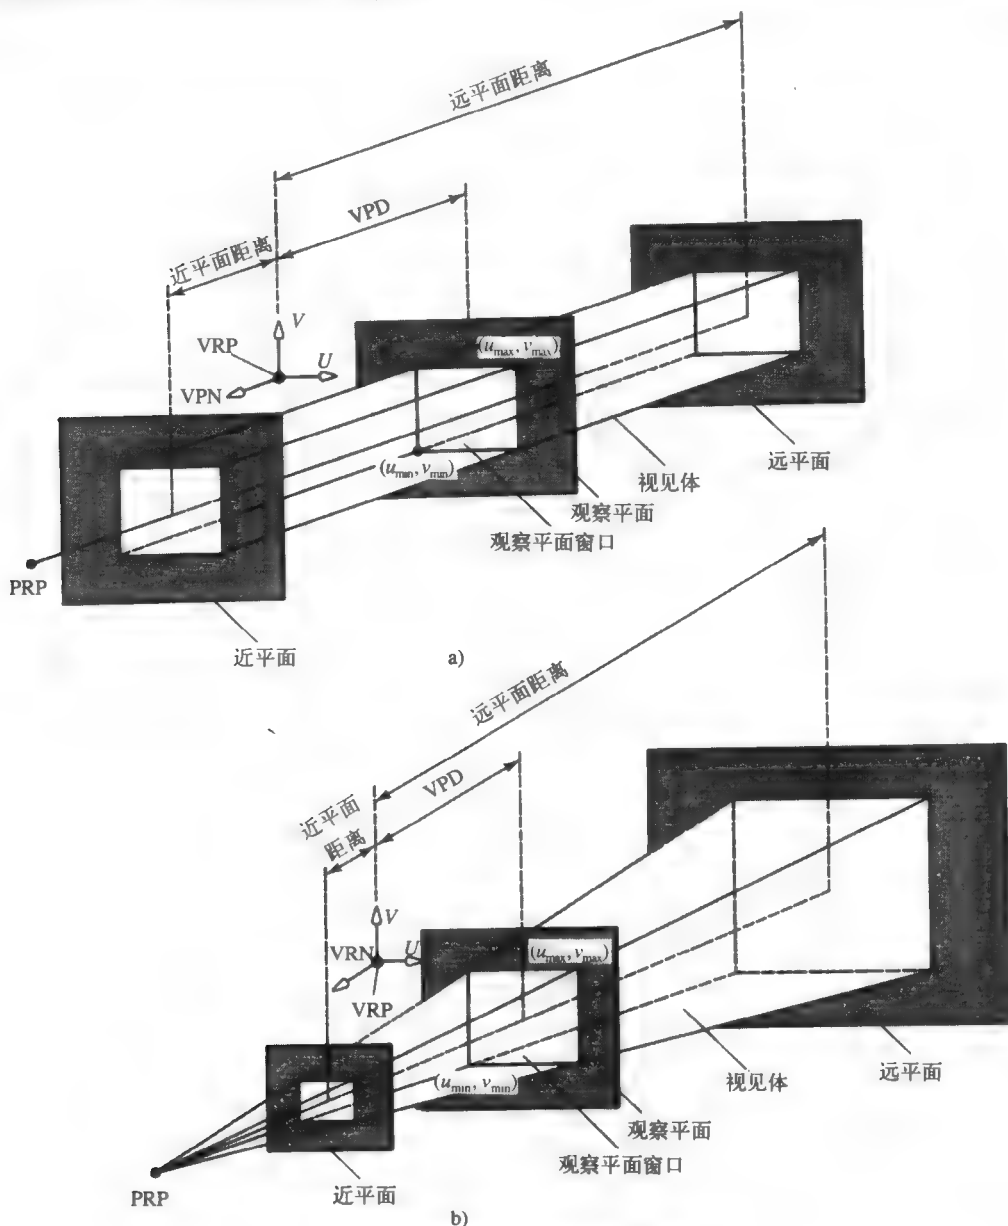 远平面距离
VPD
近平面距离
V
VRP
U
VPN
(u_max, v_max)
(u_min, v_min)
远平面
视见体
观察平面
观察平面窗口
PRP
近平面
a)
远平面距离
VPD
近平面
距离
V
VRN
U
(u_max, v_max)
VRP
(u_min, v_min)
远平面
视见体
观察平面
观察平面窗口
PRP
近平面
b)